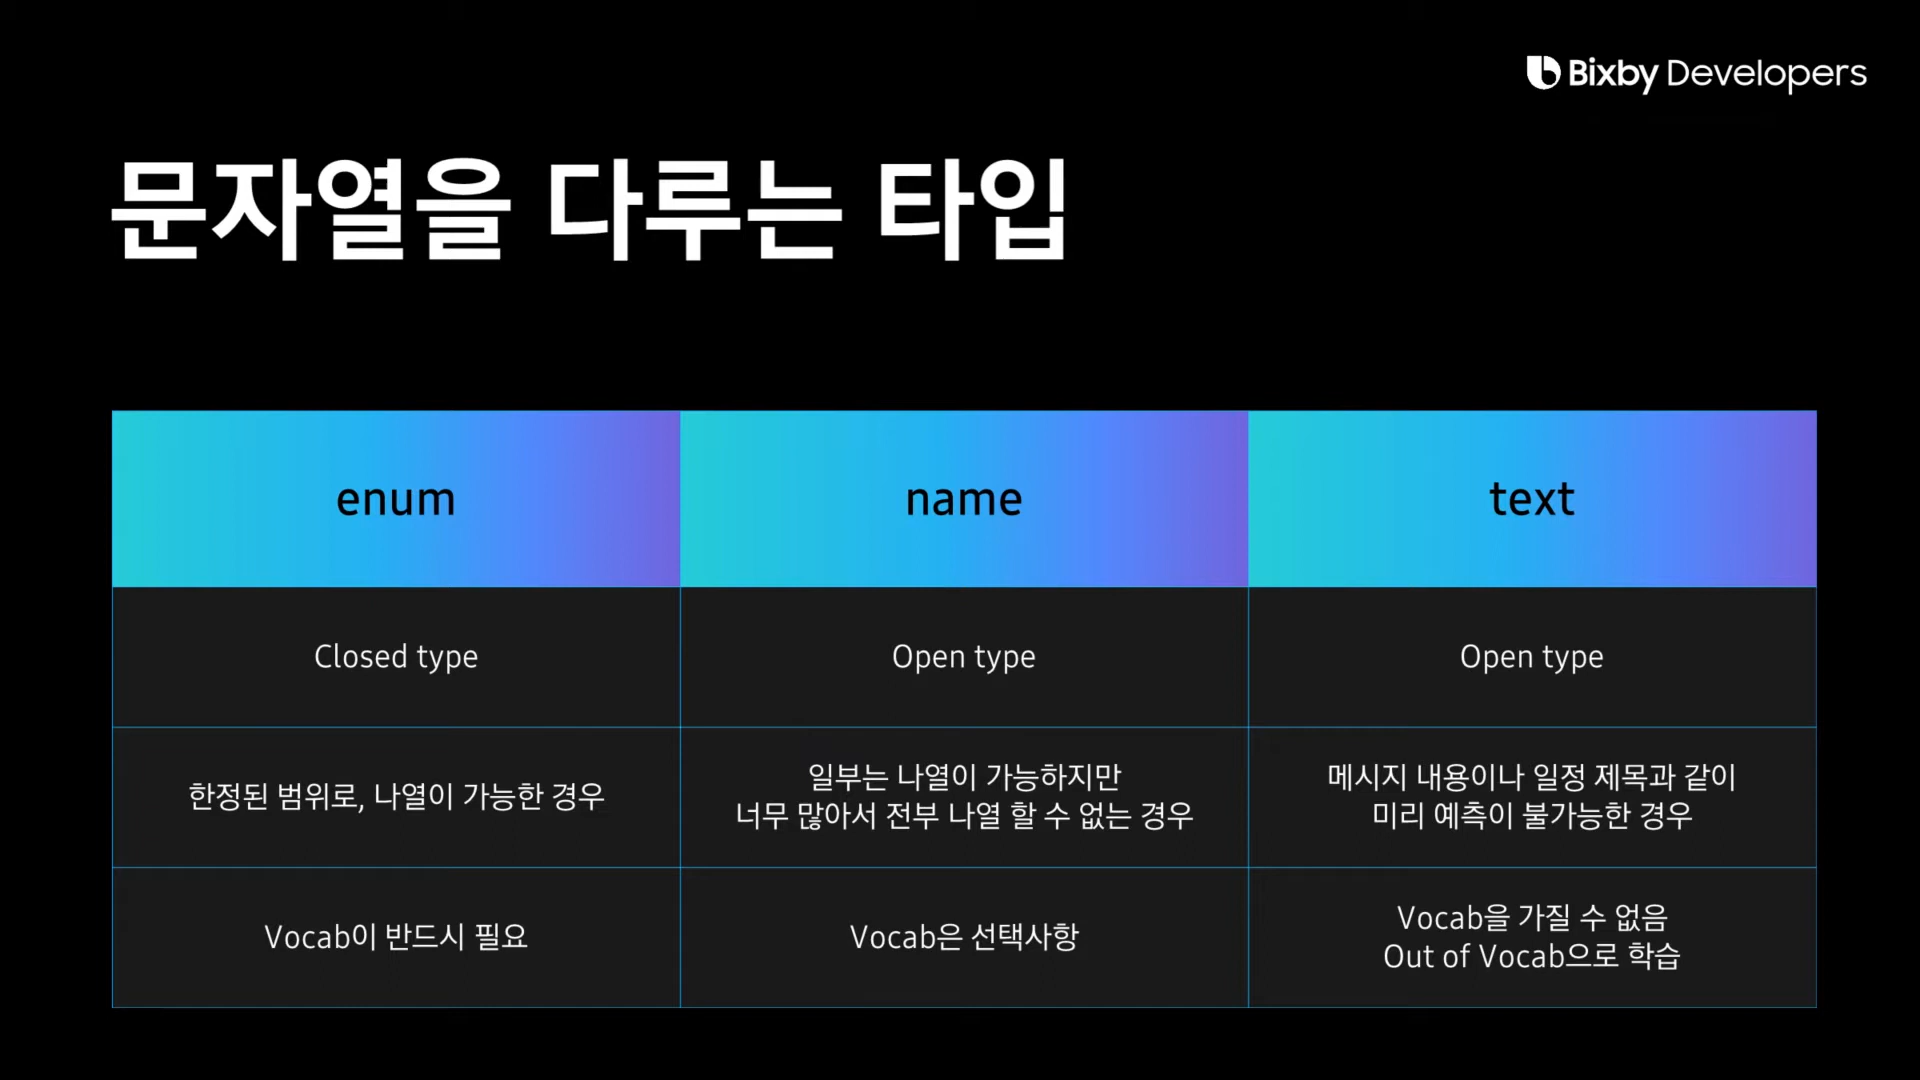 Bixby Developers
문자열을 다루는 타입
enum
name
text
Closed type
Open type
Open type
한정된 범위로, 나열이 가능한 경우
일부는 나열이 가능하지만
너무 많아서 전부 나열 할 수 없는 경우
메시지 내용이나 일정 제목과 같이
미리 예측이 불가능한 경우
Vocab이 반드시 필요
Vocab은 선택사항
Vocab을 가질 수 없음
Out of Vocab으로 학습